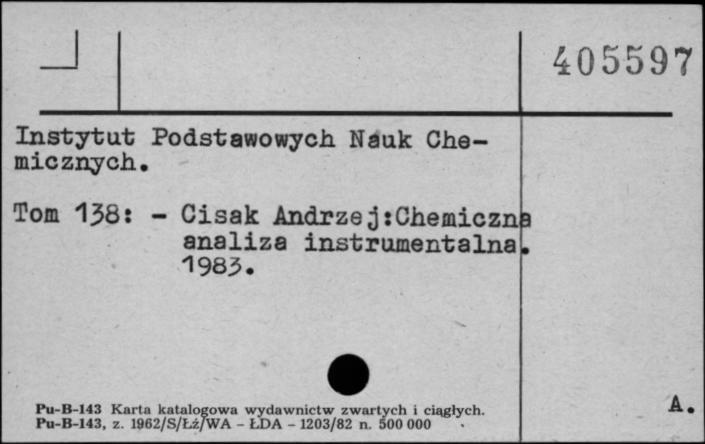 405597
Instytut Podstawowych Nauk Che-
micznych.
Tom 138: - Cisak Andrzej:Chemiczna
analiza instrumentalna.
1983.
Pu-B-143 Karta katalogowa wydawnictw zwartych i ciągłych.
Pu-B-143, z. 1962/S/Łź/WA - ŁDA - 1203/82 n. 500 000
A.